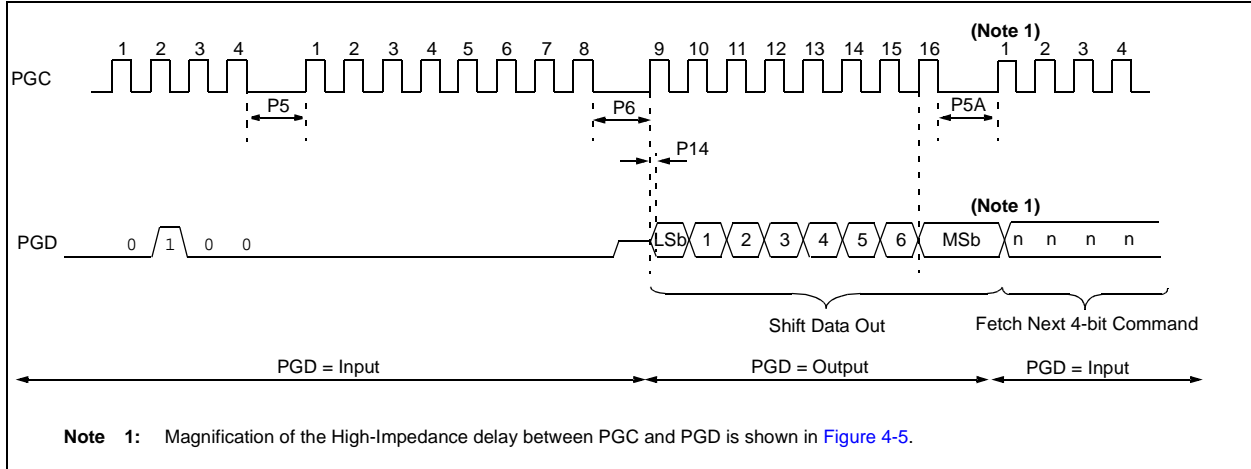 (Note 1)
1 2 3 4 1 2 3 4 5 6 7 8 9 10 11 12 13 14 15 16 1 2 3 4
PGC
P5 P6 P5A
P14
(Note 1)
PGD 0 1 0 0 LSb 1 2 3 4 5 6 MSb n n n n
Shift Data Out Fetch Next 4-bit Command
PGD = Input PGD = Output PGD = Input
Note 1: Magnification of the High-Impedance delay between PGC and PGD is shown in Figure 4-5.